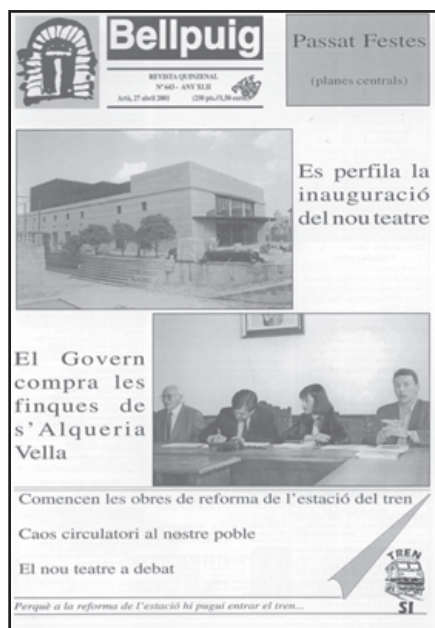 Bellpuig
REVISTA QUINZENAL
Nº 643 - ANY XLII
Artà, 27 abril 2001 (250 pts./1,50 euros)
Passat Festes
(planes centrals)
Es perfila la
inauguració
del nou teatre
El Govern
compra les
finques de
s'Alqueria
Vella
Comencen les obres de reforma de l'estació del tren
Caos circulatori al nostre poble
El nou teatre a debat
TREN
SI
Perquè a la reforma de l'estació hi pugui entrar el tren...